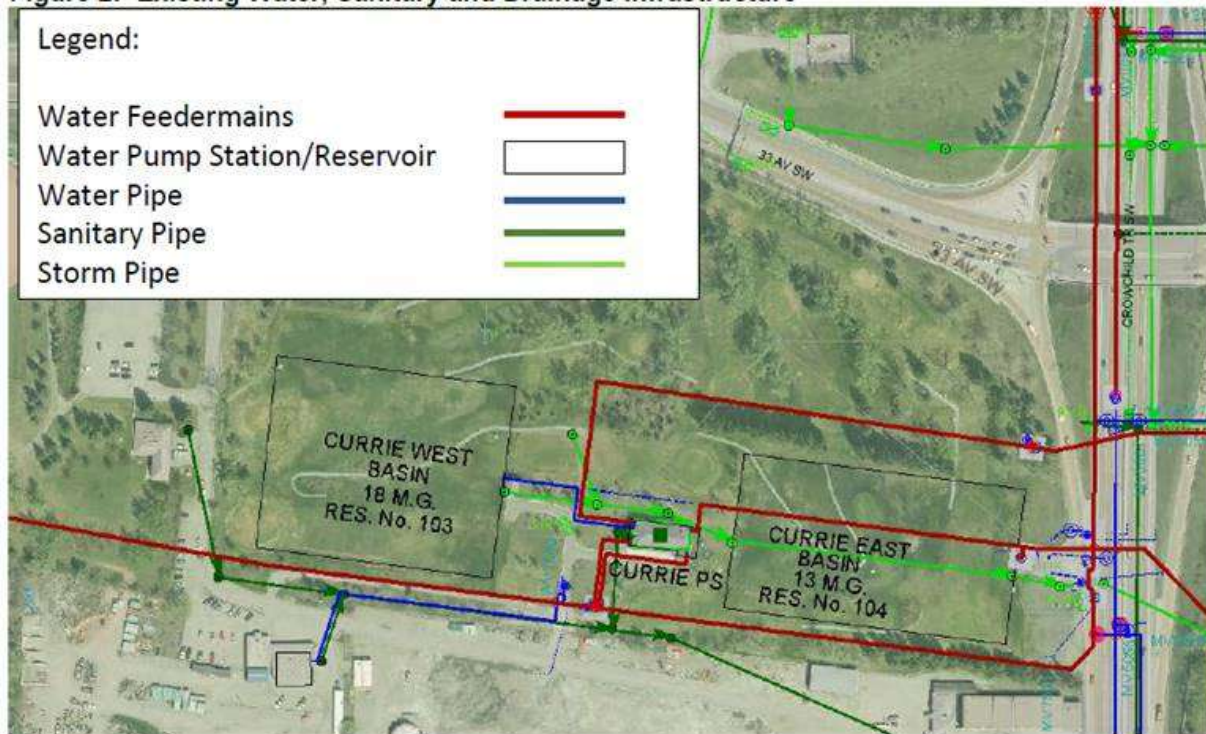 Figure 2: Existing Water, Sanitary and Drainage Infrastructure
Legend:
Water Feedermains
Water Pump Station/Reservoir
Water Pipe
Sanitary Pipe
Storm Pipe
33 AV SW
33 AV SW
CROWCHILD TR SW
CURRIE WEST
BASIN
18 M.G.
RES. No. 103
CURRIE PS
CURRIE EAST
BASIN
13 M.G.
RES. No. 104